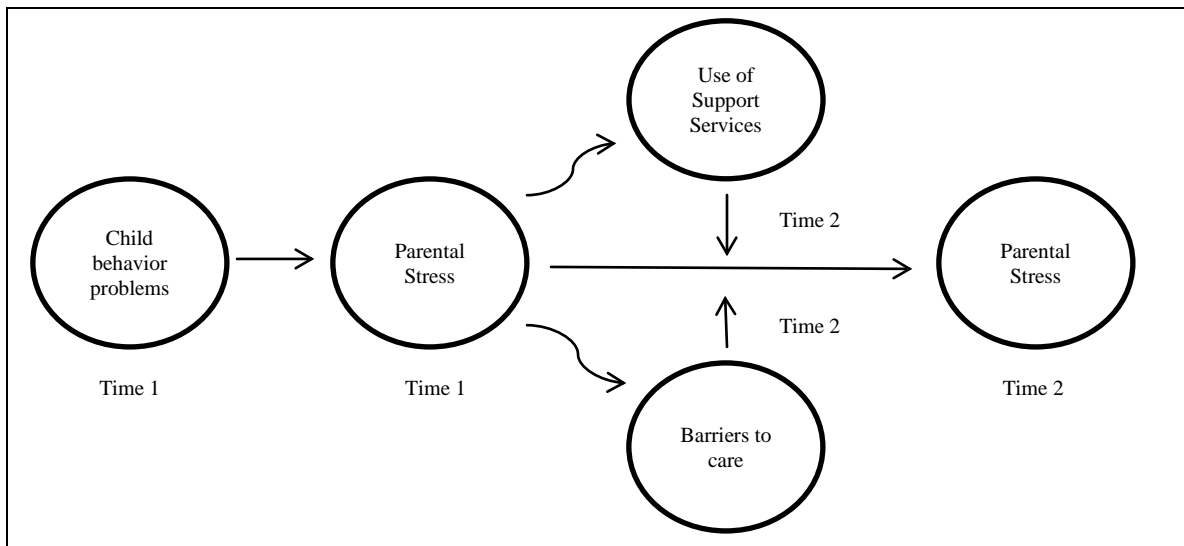 Use of
Support
Services
Time 2
Child
behavior
problems
Parental
Stress
Parental
Stress
Time 2
Time 1
Time 1
Time 2
Barriers to
care